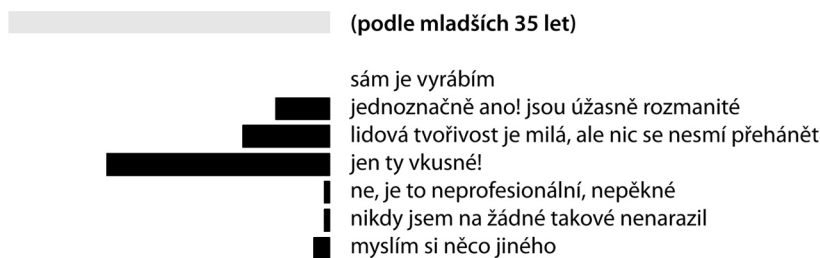 (podle mladších 35 let)
sám je vyrábím
jednoznačně ano! jsou úžasně rozmanité
lidová tvořivost je milá, ale nic se nesmí přehánět
jen ty vkusné!
ne, je to neprofesionální, nepěkné
nikdy jsem na žádné takové nenarazil
myslím si něco jiného